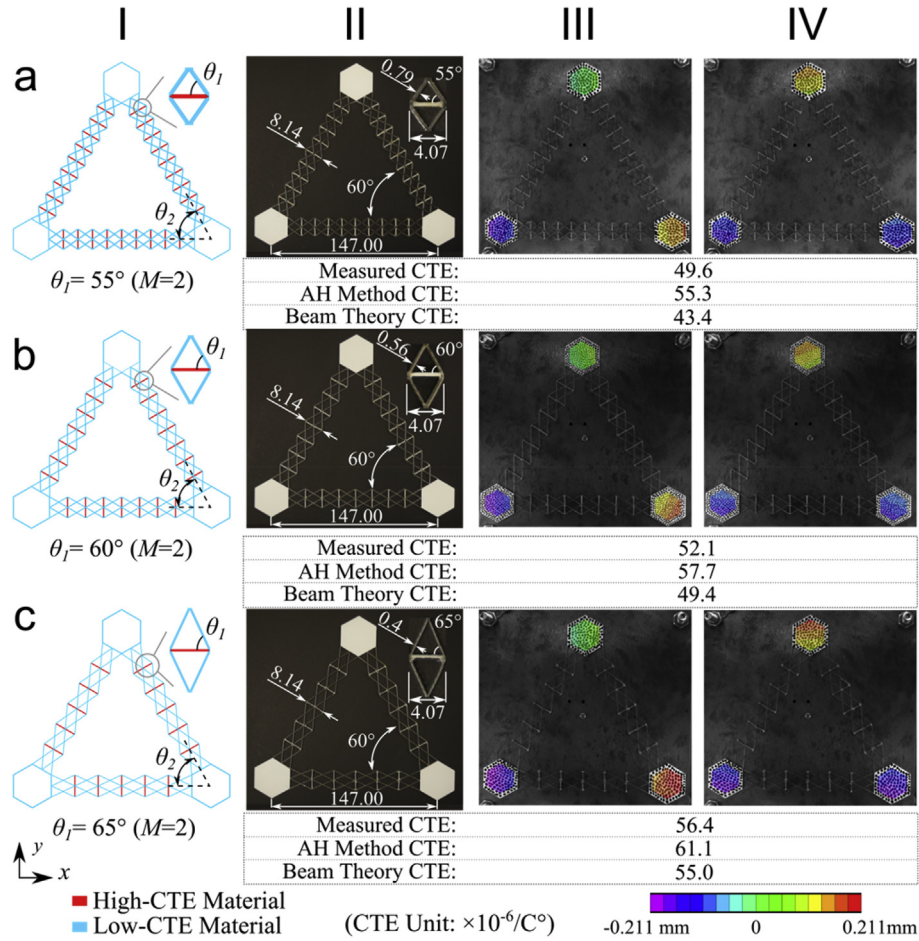 I II III IV
a
θ1
θ2
θ1= 55° (M=2)
0.79
55°
8.14
4.07
60°
147.00
Measured CTE: 49.6
AH Method CTE: 55.3
Beam Theory CTE: 43.4
b
θ1
θ2
θ1= 60° (M=2)
0.56
60°
8.14
4.07
60°
147.00
Measured CTE: 52.1
AH Method CTE: 57.7
Beam Theory CTE: 49.4
c
θ1
θ2
θ1= 65° (M=2)
0.4
65°
8.14
4.07
60°
147.00
Measured CTE: 56.4
AH Method CTE: 61.1
Beam Theory CTE: 55.0
y
x
High-CTE Material
Low-CTE Material
(CTE Unit: ×10-6/C°)
-0.211 mm 0 0.211mm